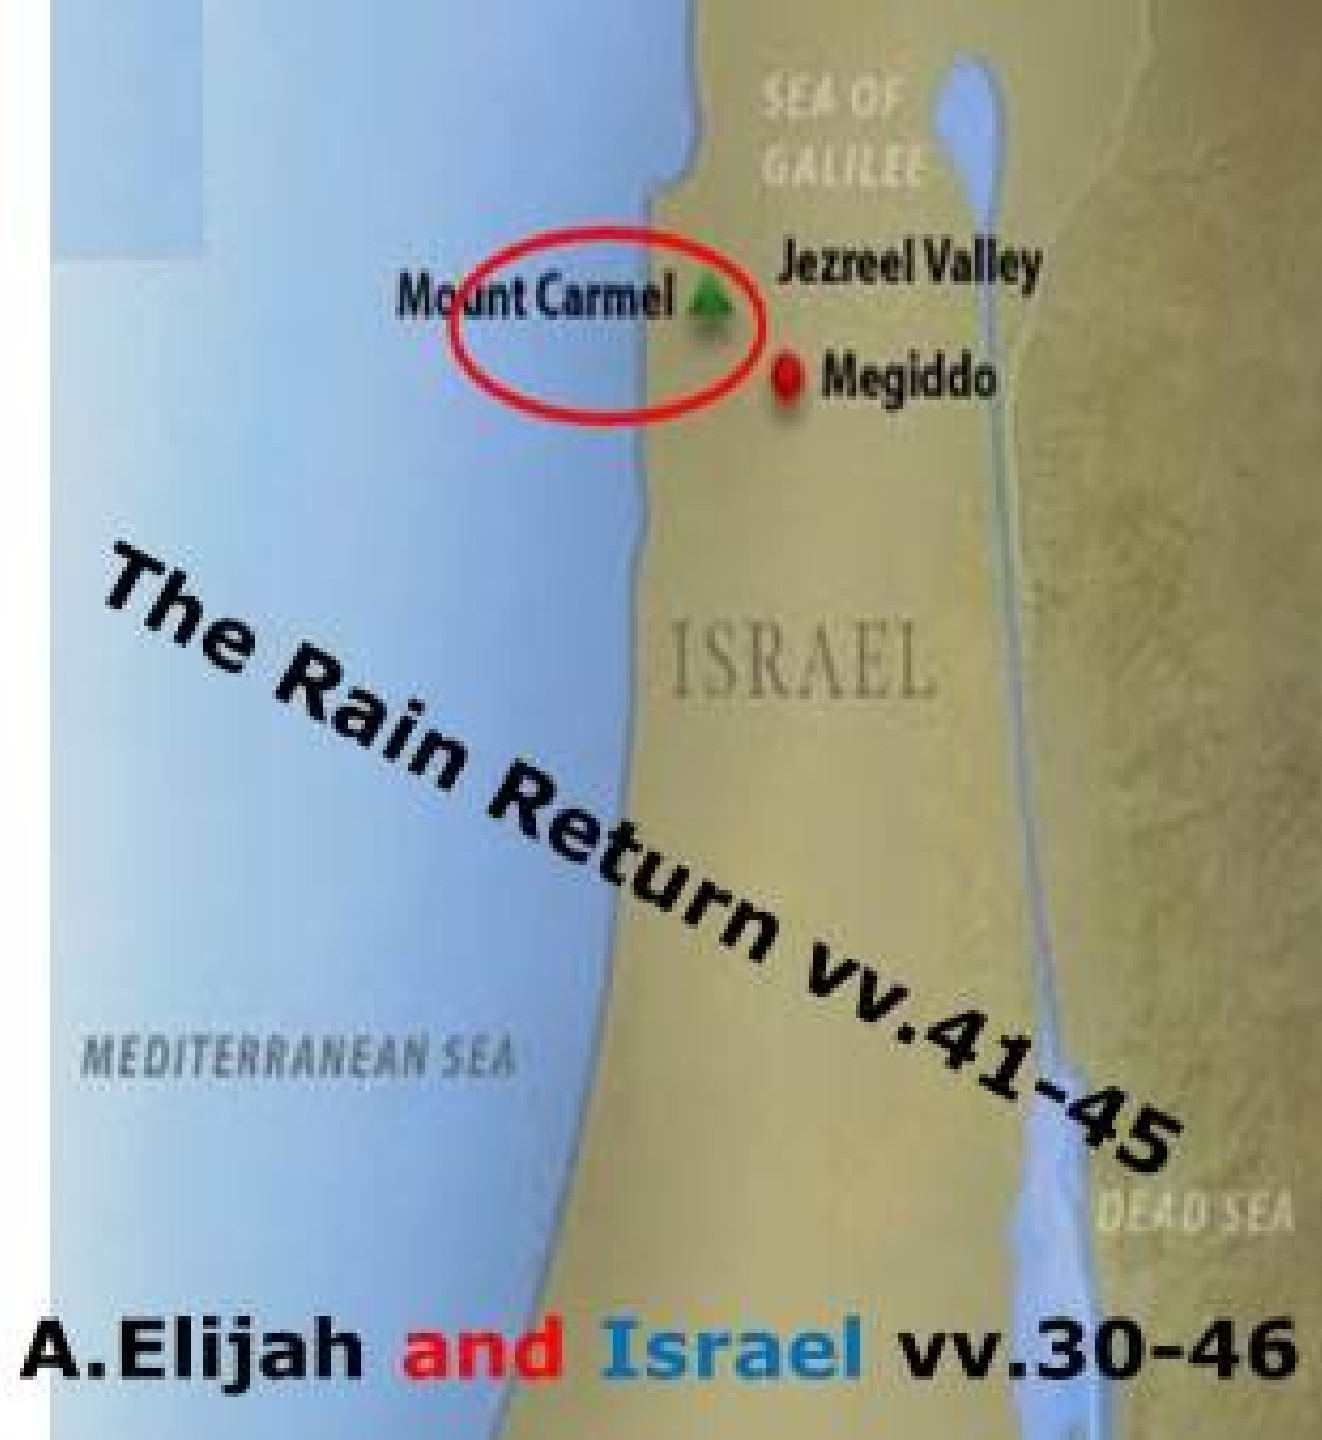 SEA OF
GALILEE
Jezreel Valley
Mount Carmel
Megiddo
ISRAEL
The Rain Return vv.41-45
MEDITERRANEAN SEA
DEAD SEA
A.Elijah and Israel vv.30-46